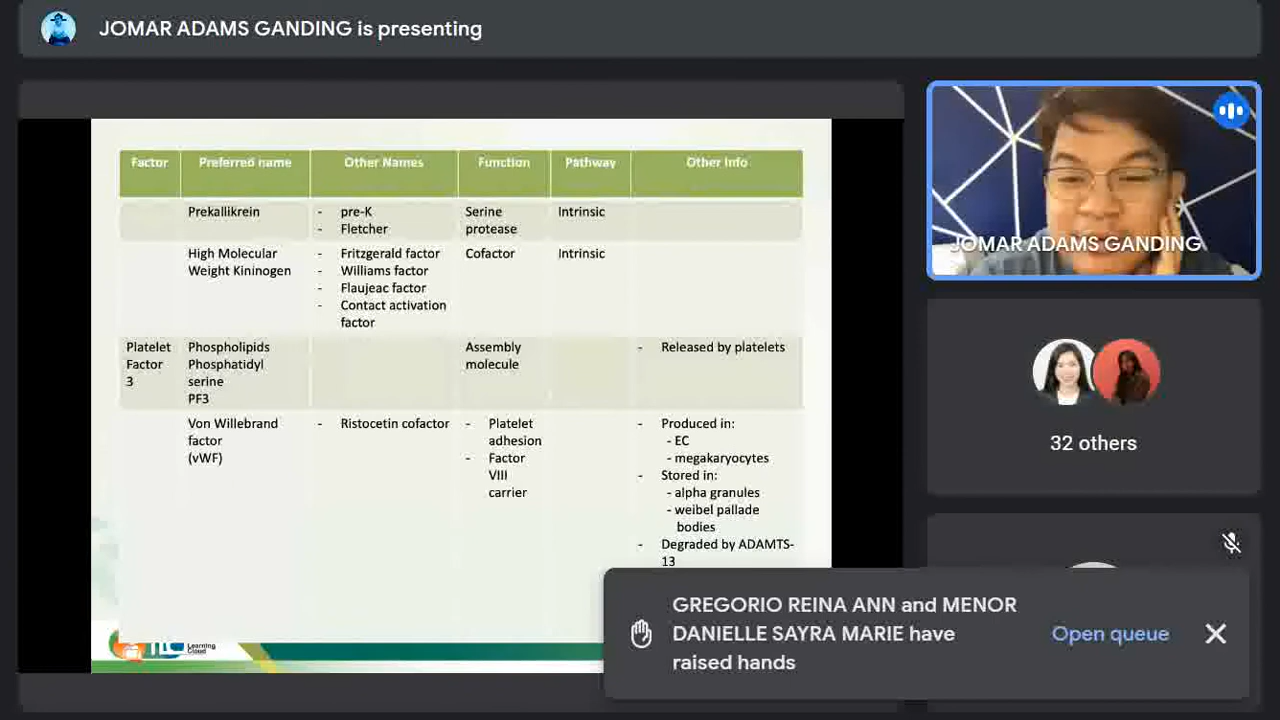 JOMAR ADAMS GANDING is presenting
Factor Preferred name Other Names Function Pathway Other Info
Prekallikrein - pre-K Serine Intrinsic
- Fletcher protease
High Molecular - Fritzgerald factor Cofactor Intrinsic
Weight Kininogen - Williams factor
- Flaujeac factor
- Contact activation
factor
Platelet Phospholipids Assembly - Released by platelets
Factor Phosphatidyl molecule
3 serine
PF3
Von Willebrand - Ristocetin cofactor - Platelet - Produced in:
factor adhesion - EC
(vWF) - Factor - megakaryocytes
VIII - Stored in:
carrier - alpha granules
- weibel pallade
bodies
- Degraded by ADAMTS-
13
Learning
Cloud
JOMAR ADAMS GANDING
32 others
GREGORIO REINA ANN and MENOR
DANIELLE SAYRA MARIE have
raised hands
Open queue